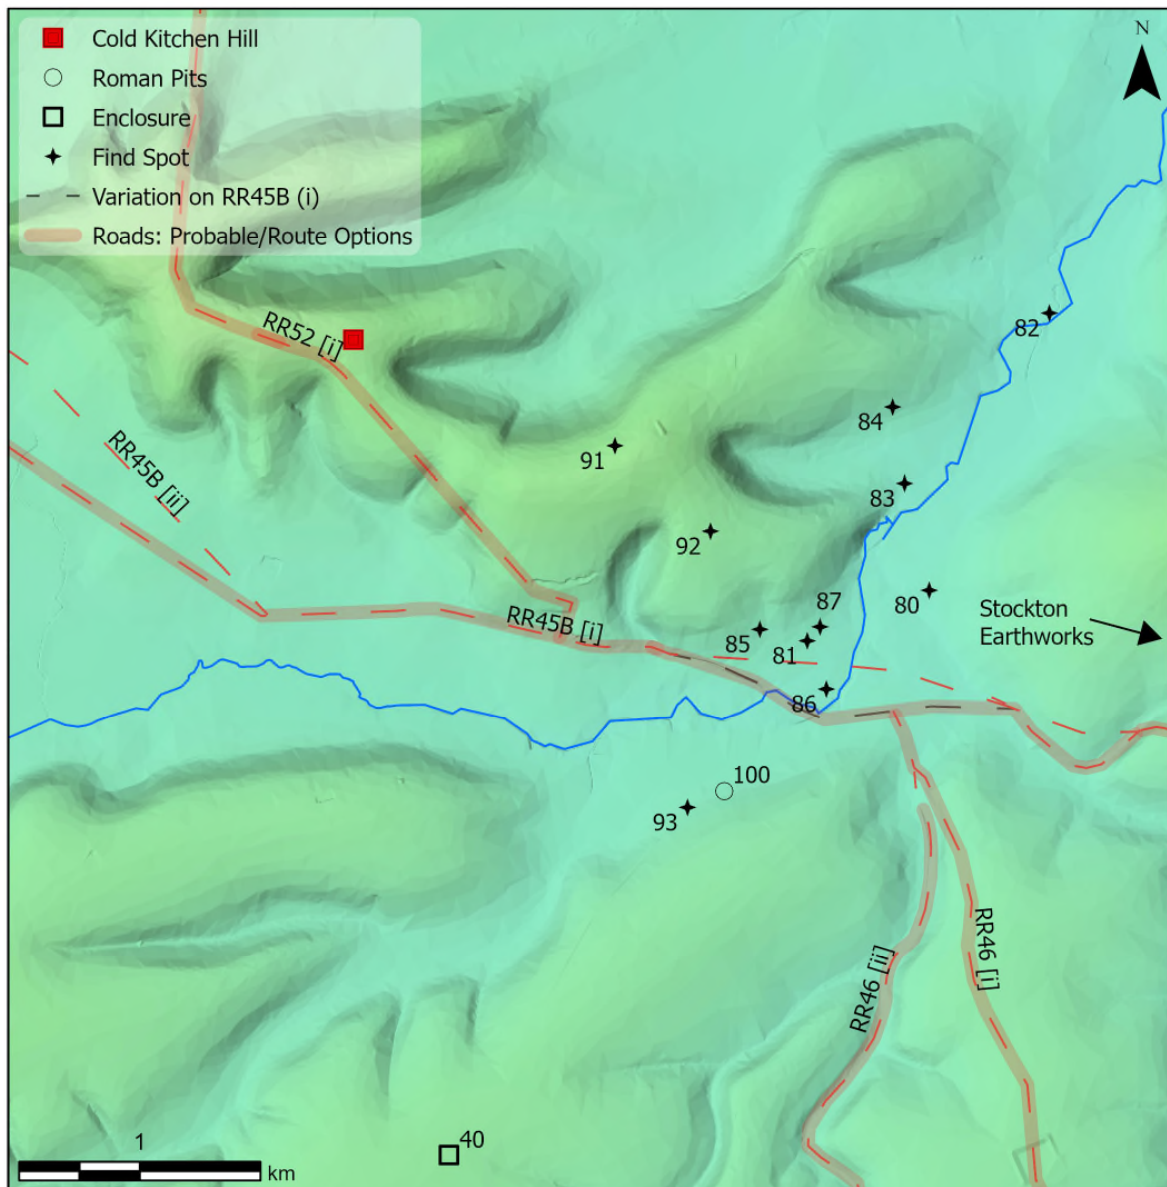 Cold Kitchen Hill
Roman Pits
Enclosure
Find Spot
Variation on RR45B (i)
Roads: Probable/Route Options
N
RR52 [i]
82
84
RR45B [ii]
91
83
92
80
87
Stockton
Earthworks
RR45B [i]
85
81
86
100
93
RR46 [i]
RR46 [ii]
40
1
km